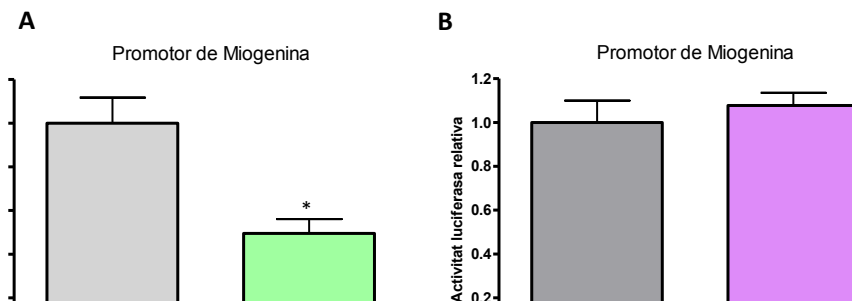 A
Promotor de Miogenina
*
B
Promotor de Miogenina
Activitat luciferasa relativa
1.2
1.0
0.8
0.6
0.4
0.2